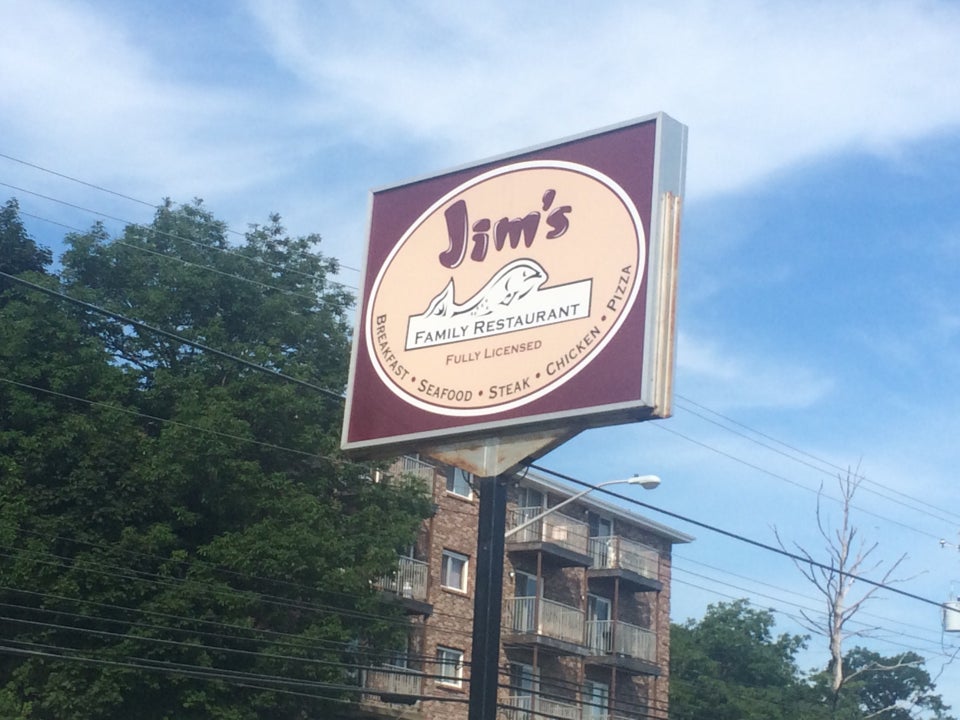 Jim's
FAMILY RESTAURANT
FULLY LICENSED
BREAKFAST • SEAFOOD • STEAK • CHICKEN • PIZZA